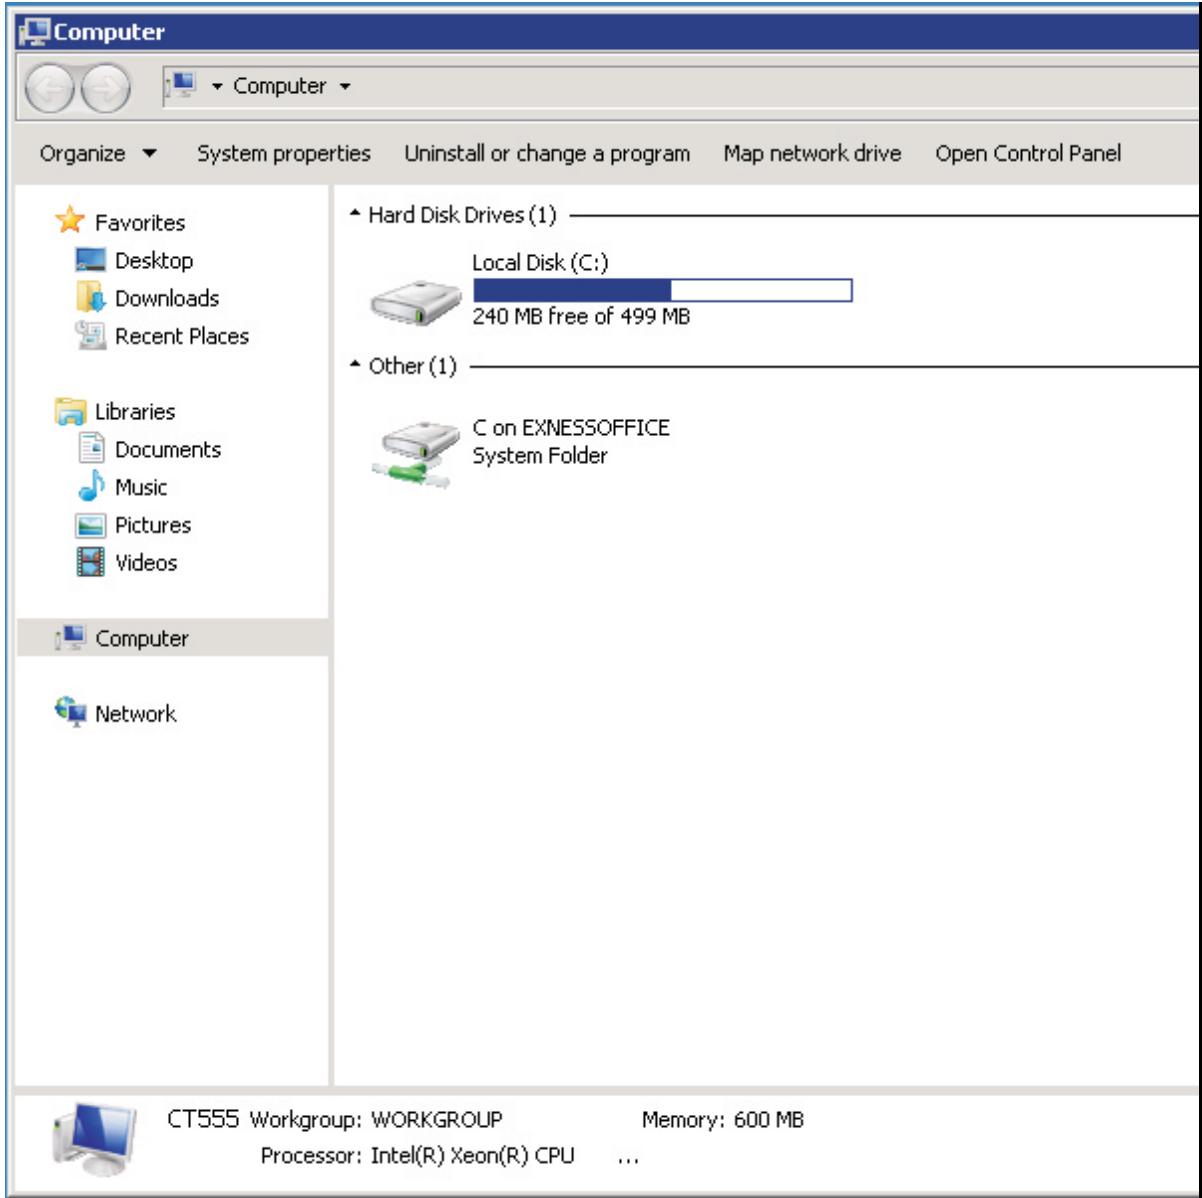 Computer
Computer
Organize System properties Uninstall or change a program Map network drive Open Control Panel
Favorites
Desktop
Downloads
Recent Places
Libraries
Documents
Music
Pictures
Videos
Computer
Network
Hard Disk Drives (1)
Local Disk (C:)
240 MB free of 499 MB
Other (1)
C on EXNESSOFFICE
System Folder
CT555 Workgroup: WORKGROUP Memory: 600 MB
Processor: Intel(R) Xeon(R) CPU ...